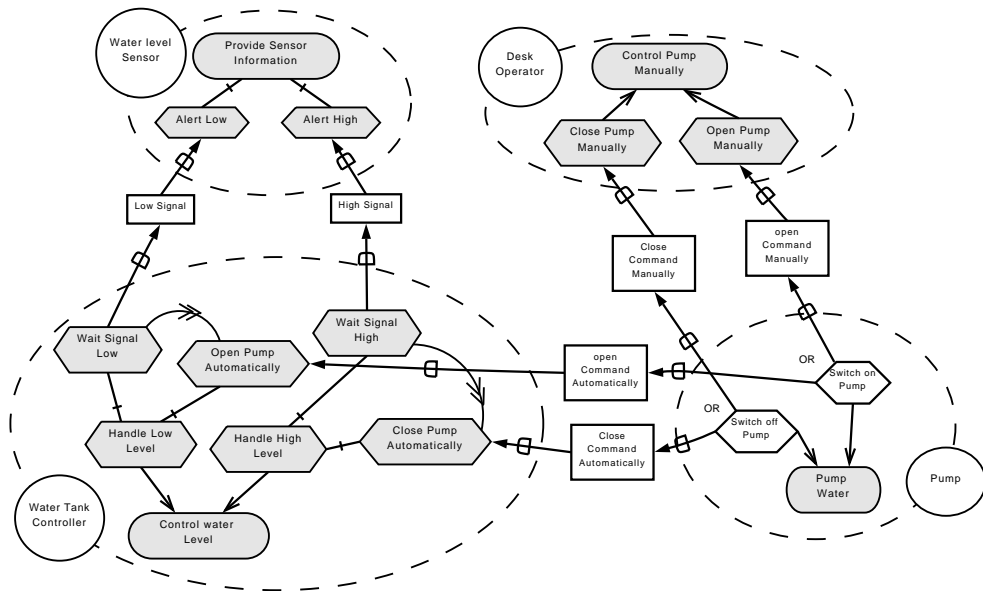 Water level
Sensor
Provide Sensor
Information
Alert Low
Alert High
Low Signal
High Signal
Desk
Operator
Control Pump
Manually
Close Pump
Manually
Open Pump
Manually
Close
Command
Manually
open
Command
Manually
Wait Signal
Low
Wait Signal
High
Open Pump
Automatically
open
Command
Automatically
OR
Switch on
Pump
Handle Low
Level
Handle High
Level
Close Pump
Automatically
Close
Command
Automatically
OR
Switch off
Pump
Water Tank
Controller
Control water
Level
Pump
Water
Pump